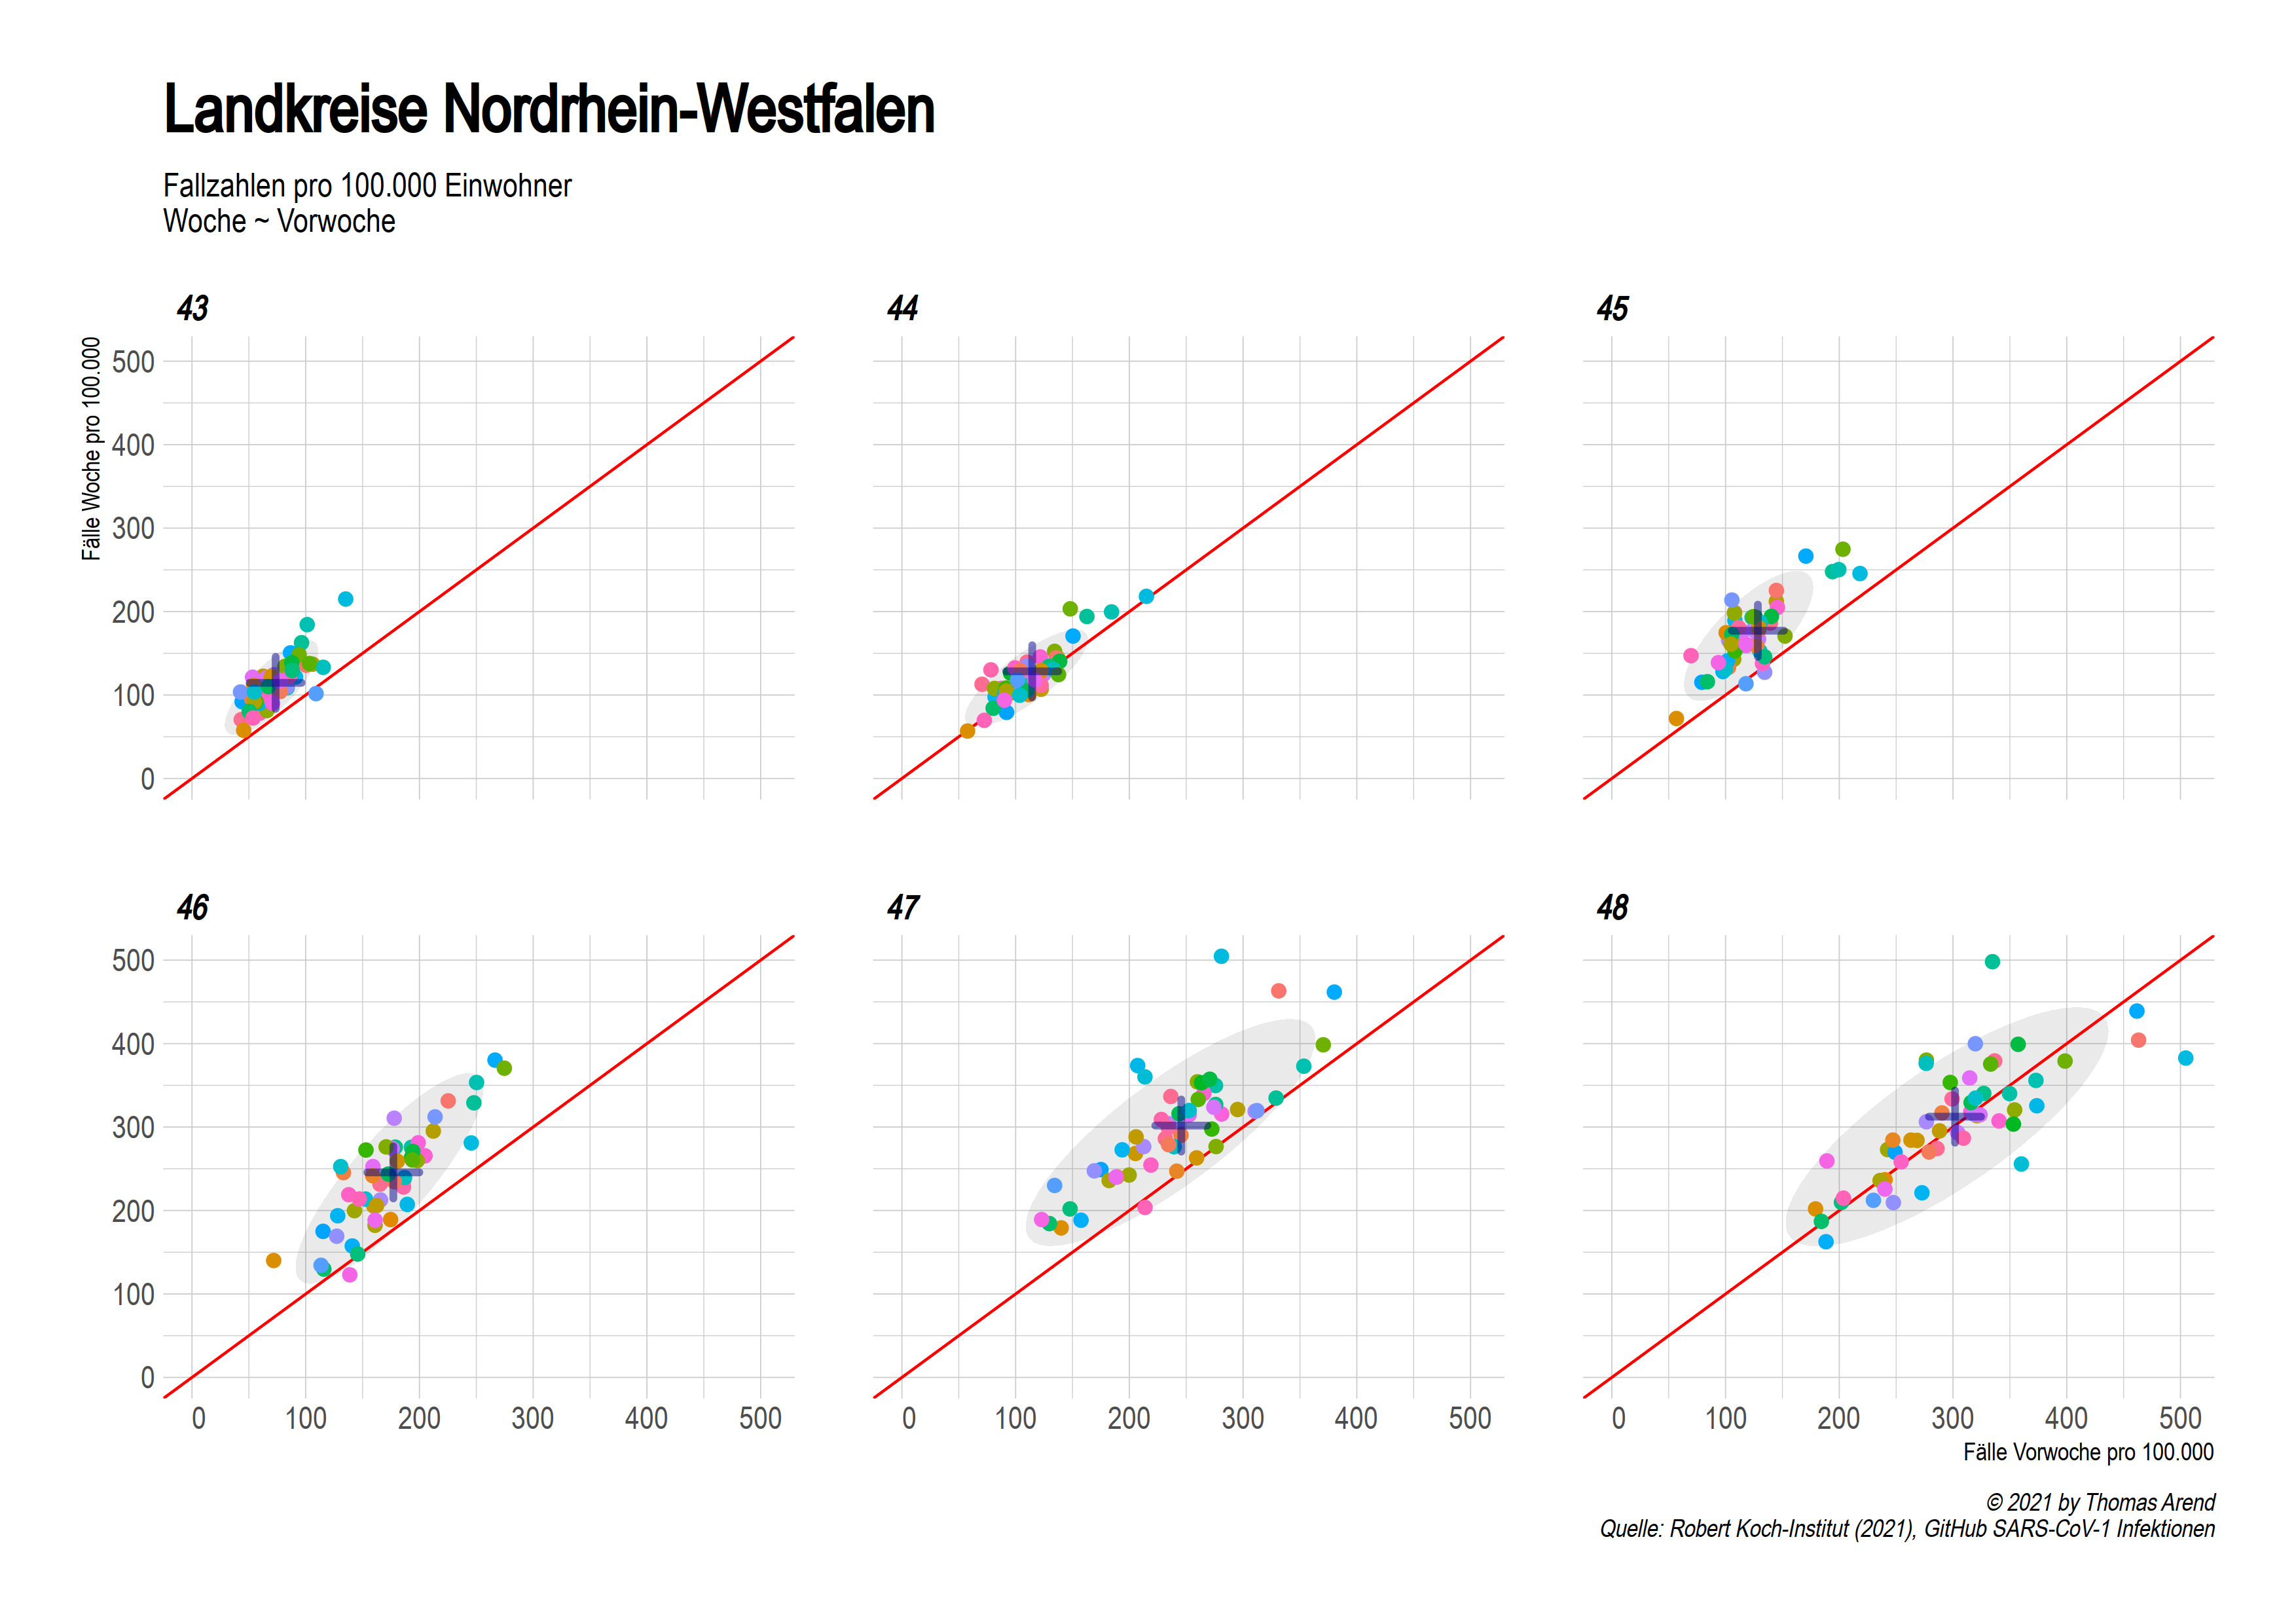 Landkreise Nordrhein-Westfalen
Fallzahlen pro 100.000 Einwohner
Woche ~ Vorwoche
43
44
45
Fälle Woche pro 100.000
500
400
300
200
100
0
46
47
48
500
400
300
200
100
0
0 100 200 300 400 500
0 100 200 300 400 500
0 100 200 300 400 500
Fälle Vorwoche pro 100.000
© 2021 by Thomas Arend
Quelle: Robert Koch-Institut (2021), GitHub SARS-CoV-1 Infektionen